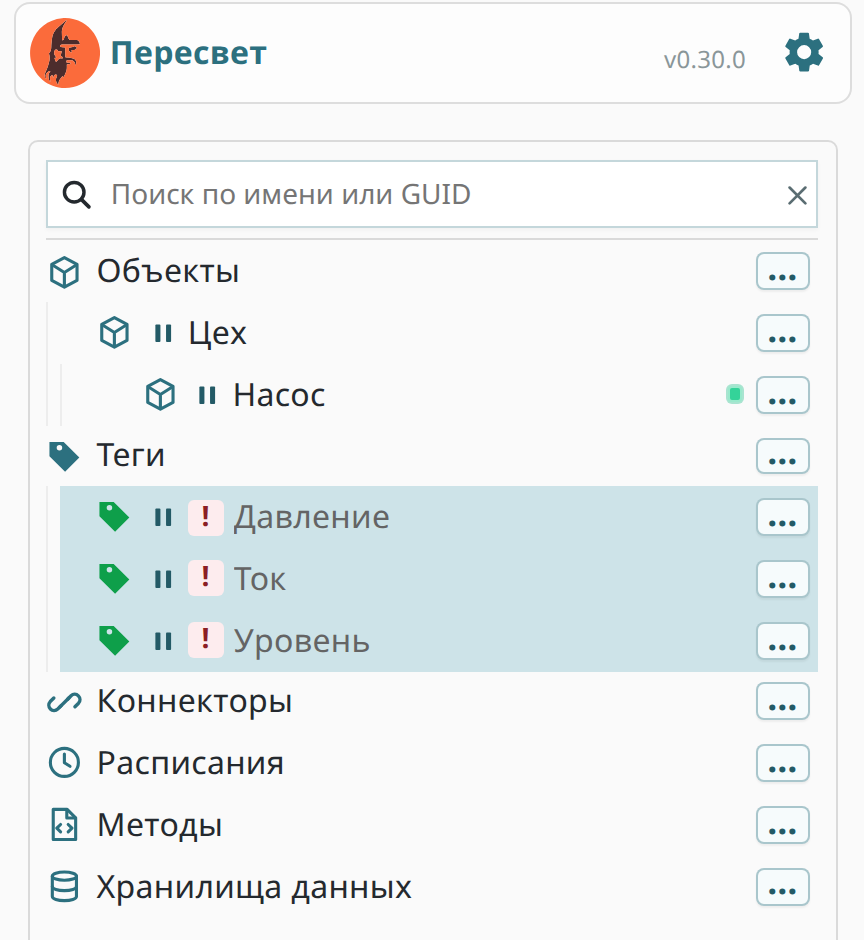 Пересвет
v0.30.0
Поиск по имени или GUID
Объекты
...
Цех
...
Насос
...
Теги
...
! Давление
...
! Ток
...
! Уровень
...
Коннекторы
...
Расписания
...
Методы
...
Хранилища данных
...